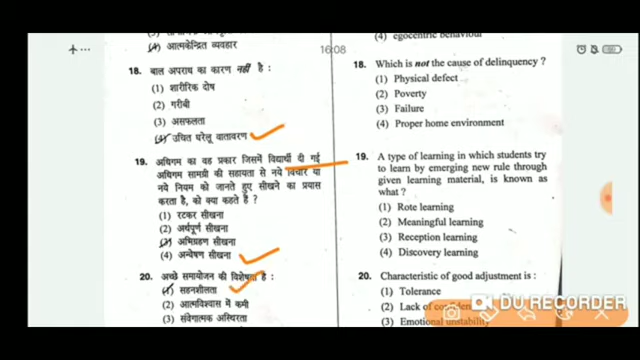 16:08
(4) आत्मकेन्द्रित व्यवहार
18. बाल अपराध का कारण नहीं है :
(1) शारीरिक दोष
(2) गरीबी
(3) असफलता
(4) उचित घरेलू वातावरण
19. अधिगम का वह प्रकार जिसमें विद्यार्थी दी गई
अधिगम सामग्री की सहायता से नये विचार या
नये नियम को जानते हुए सीखने का प्रयास
करता है, को क्या कहते है ?
(1) रटकर सीखना
(2) अर्थपूर्ण सीखना
(3) अभिग्रहण सीखना
(4) अन्वेषण सीखना
20. अच्छे समायोजन की विशेषता है :
(1) सहनशीलता
(2) आत्मविश्वास में कमी
(3) संवेगात्मक अस्थिरता
(4) egocentric behaviour
18. Which is not the cause of delinquency ?
(1) Physical defect
(2) Poverty
(3) Failure
(4) Proper home environment
19. A type of learning in which students try
to learn by emerging new rule through
given learning material, is known as
what ?
(1) Rote learning
(2) Meaningful learning
(3) Reception learning
(4) Discovery learning
20. Characteristic of good adjustment is :
(1) Tolerance
(2) Lack of confidence
(3) Emotional unstability
DU RECORDER